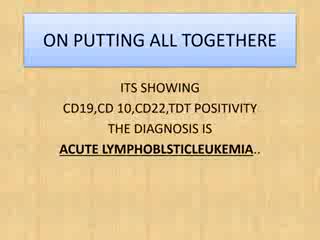 ON PUTTING ALL TOGETHERE
ITS SHOWING
CD19,CD 10,CD22,TDT POSITIVITY
THE DIAGNOSIS IS
ACUTE LYMPHOBLSTICLEUKEMIA..